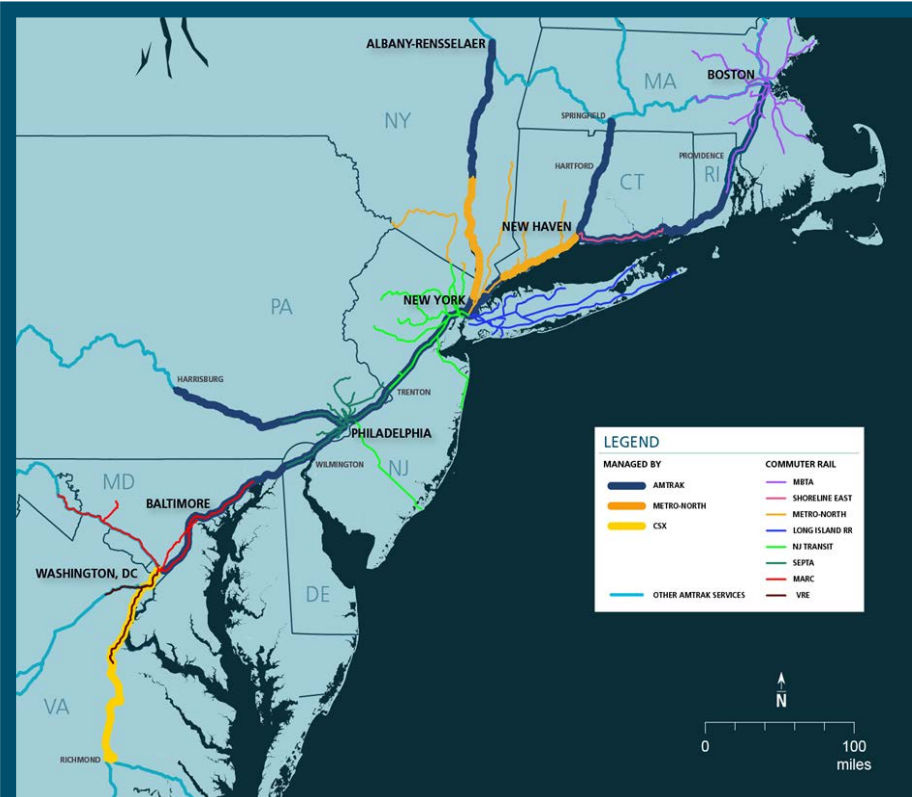 ALBANY-RENSSELAER
BOSTON
MA
NY
SPRINGFIELD
PROVIDENCE
HARTFORD
CT
RI
NEW HAVEN
NEW YORK
PA
HARRISBURG
TRENTON
PHILADELPHIA
WILMINGTON
NJ
MD
BALTIMORE
WASHINGTON, DC
DE
VA
RICHMOND
LEGEND
MANAGED BY
AMTRAK
METRO-NORTH
CSX
OTHER AMTRAK SERVICES
COMMUTER RAIL
MBTA
SHORELINE EAST
METRO-NORTH
LONG ISLAND RR
NJ TRANSIT
SEPTA
MARC
VRE
N
0 100
miles